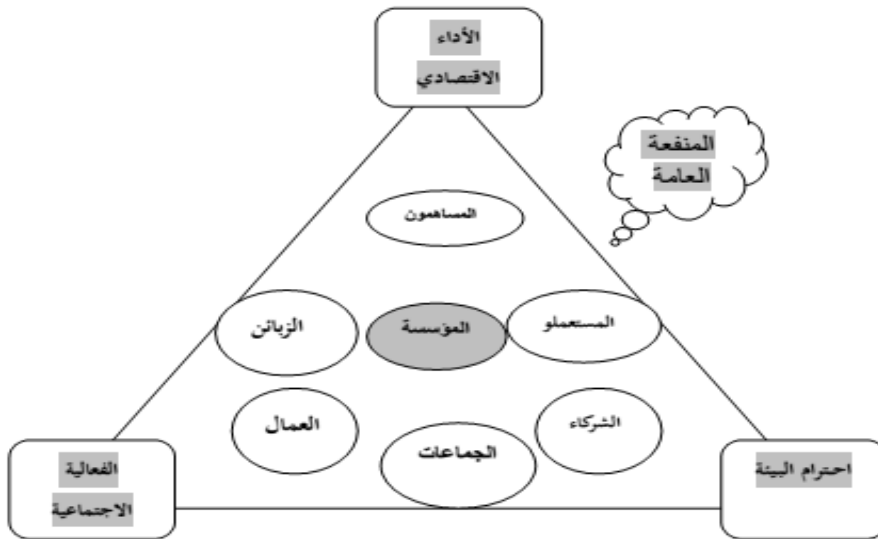 الأداء
الاقتصادي
المنفعة
العامة
المساهمون
المستعملو
المؤسسة
الزبائن
الشركاء
العمال
الجماعات
احترام البيئة
الفعالية
الاجتماعية